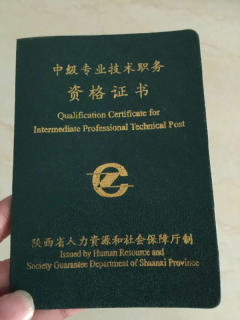 中级专业技术职务
资格证书
Qualification Certificate for
Intermediate Professional Technical Post
陕西省人力资源和社会保障厅制
Issued by Human Resource and
Society Guarantee Department of Shaanxi Province